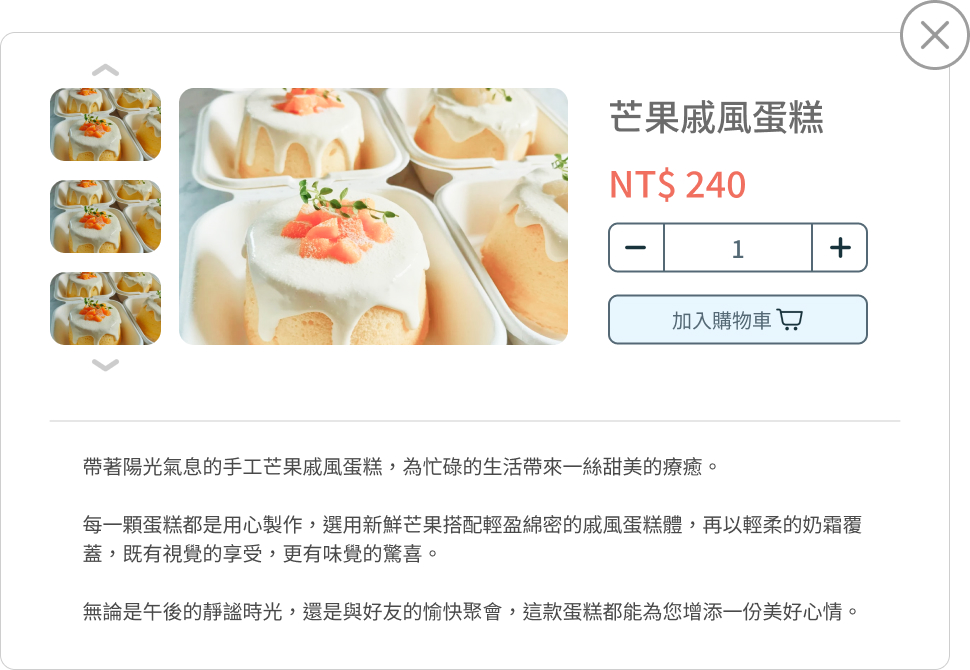 芒果戚風蛋糕
NT$ 240
1
加入購物車
帶著陽光氣息的手工芒果戚風蛋糕，為忙碌的生活帶來一絲甜美的療癒。
每一顆蛋糕都是用心製作，選用新鮮芒果搭配輕盈綿密的戚風蛋糕體，再以輕柔的奶霜覆
蓋，既有視覺的享受，更有味覺的驚喜。
無論是午後的靜謐時光，還是與好友的愉快聚會，這款蛋糕都能為您增添一份美好心情。